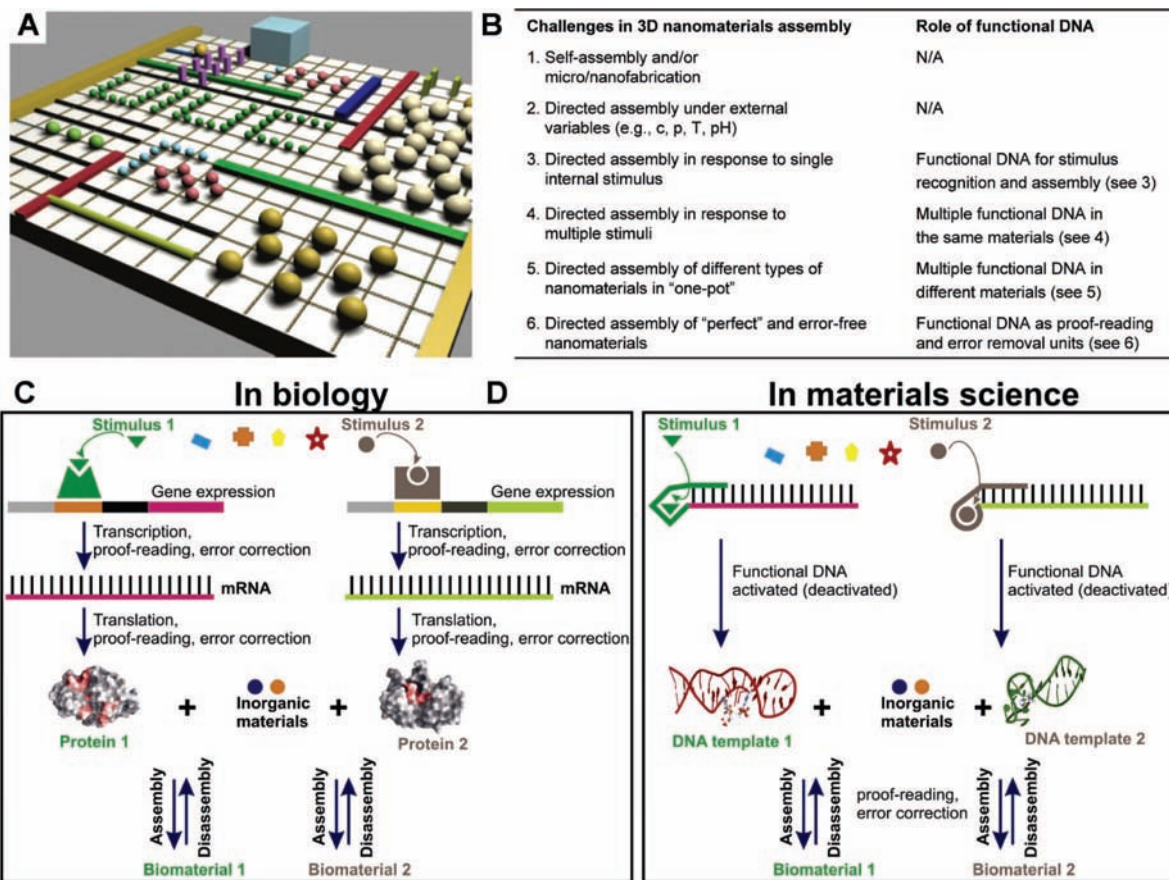 A
B
Challenges in 3D nanomaterials assembly
Role of functional DNA
1. Self-assembly and/or
micro/nanofabrication
N/A
2. Directed assembly under external
variables (e.g., c, p, T, pH)
N/A
3. Directed assembly in response to single
internal stimulus
Functional DNA for stimulus
recognition and assembly (see 3)
4. Directed assembly in response to
multiple stimuli
Multiple functional DNA in
the same materials (see 4)
5. Directed assembly of different types of
nanomaterials in “one-pot”
Multiple functional DNA in
different materials (see 5)
6. Directed assembly of “perfect” and error-free
nanomaterials
Functional DNA as proof-reading
and error removal units (see 6)
C
In biology
Stimulus 1
Stimulus 2
Gene expression
Gene expression
Transcription,
proof-reading, error correction
Transcription,
proof-reading, error correction
mRNA
mRNA
Translation,
proof-reading, error correction
Translation,
proof-reading, error correction
+
Inorganic
materials
+
Protein 1
Protein 2
Assembly
Disassembly
Assembly
Disassembly
Biomaterial 1
Biomaterial 2
D
In materials science
Stimulus 1
Stimulus 2
Functional DNA
activated (deactivated)
Functional DNA
activated (deactivated)
+
Inorganic
materials
+
DNA template 1
DNA template 2
Assembly
Disassembly
proof-reading,
error correction
Assembly
Disassembly
Biomaterial 1
Biomaterial 2